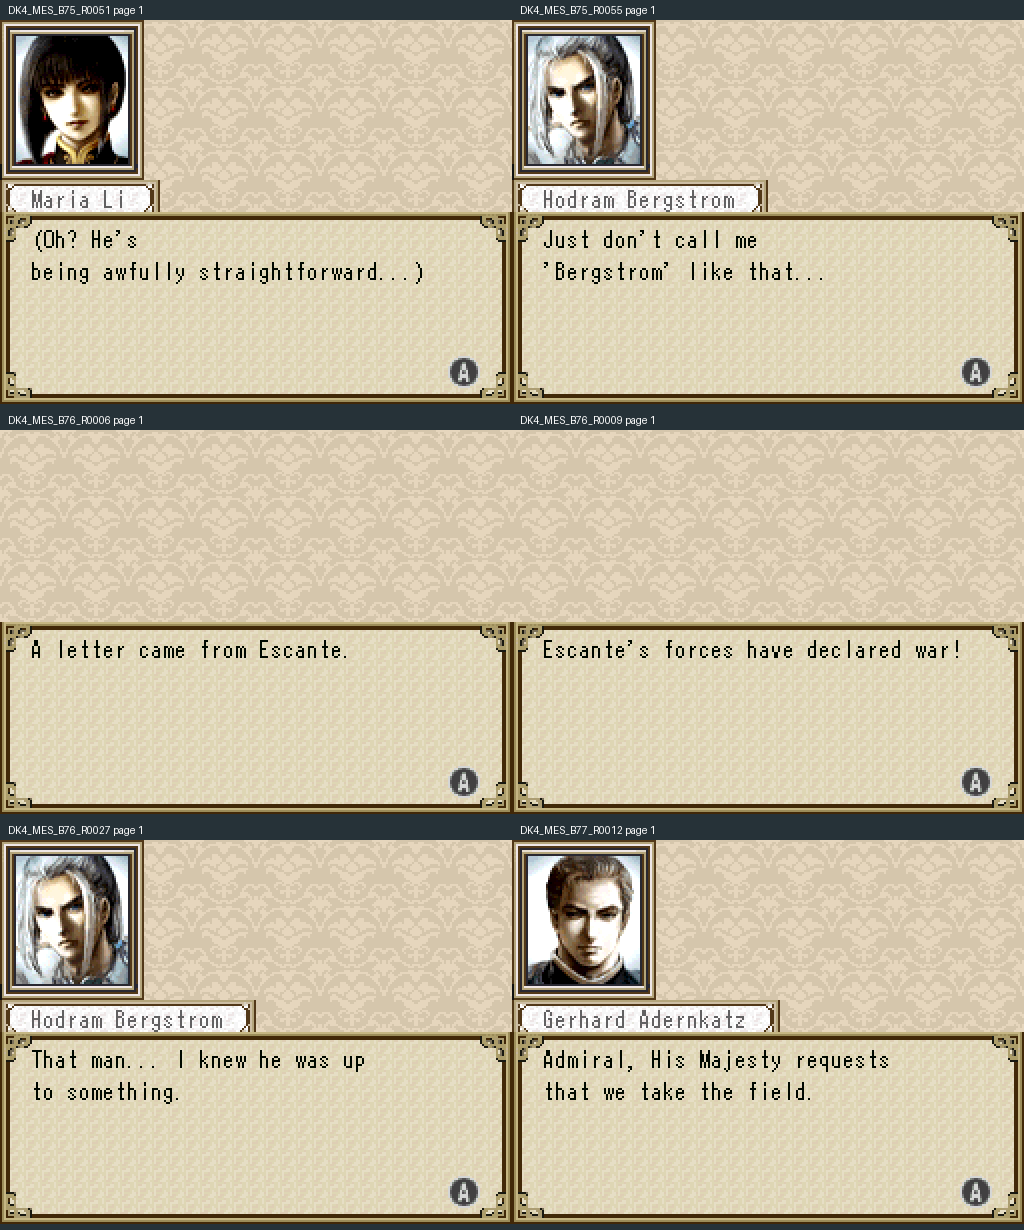 DK4_MES_B75_R0051 page 1
Maria Li
(Oh? He's
being awfully straightforward...)
A
DK4_MES_B75_R0055 page 1
Hodram Bergstrom
Just don't call me
'Bergstrom' like that...
A
DK4_MES_B76_R0006 page 1
A letter came from Escante.
A
DK4_MES_B76_R0009 page 1
Escante's forces have declared war!
A
DK4_MES_B76_R0027 page 1
Hodram Bergstrom
That man... I knew he was up
to something.
A
DK4_MES_B77_R0012 page 1
Gerhard Adernkatz
Admiral, His Majesty requests
that we take the field.
A